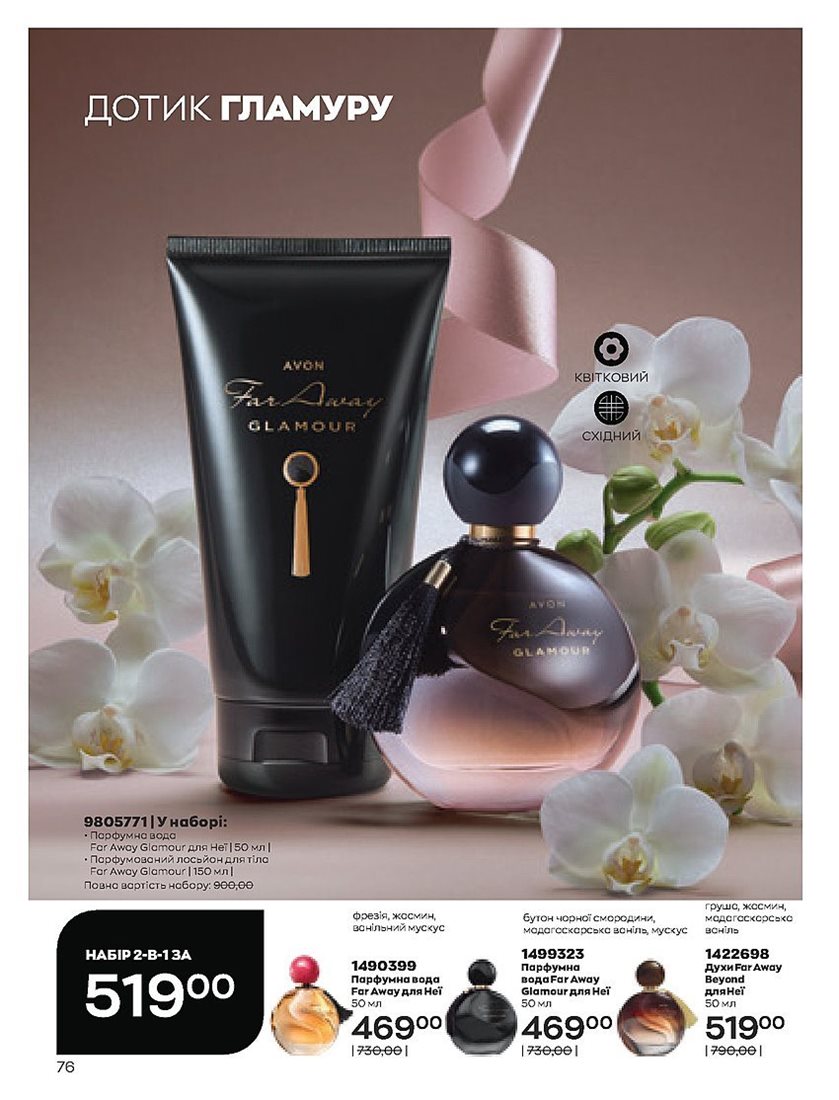 ДОТИК ГЛАМУРУ
КВІТКОВИЙ
СХІДНИЙ
AVON
Far Away
GLAMOUR
AVON
Far Away
GLAMOUR
9805771 | У наборі:
• Парфумна вода
Far Away Glamour для Неї | 50 мл |
• Парфумований лосьйон для тіла
Far Away Glamour | 150 мл |
Повна вартість набору: 900,00
НАБІР 2-В-1 ЗА
519⁰⁰
фрезія, жасмин,
ванільний мускус
1490399
Парфумна вода
Far Away для Неї
50 мл
469⁰⁰
| 730,00 |
бутон чорної смородини,
мадагаскарська ваніль, мускус
1499323
Парфумна
вода Far Away
Glamour для Неї
50 мл
469⁰⁰
| 730,00 |
груша, жасмин,
мадагаскарська
ваніль
1422698
Духи Far Away
Beyond
для Неї
50 мл
519⁰⁰
| 790,00 |
76